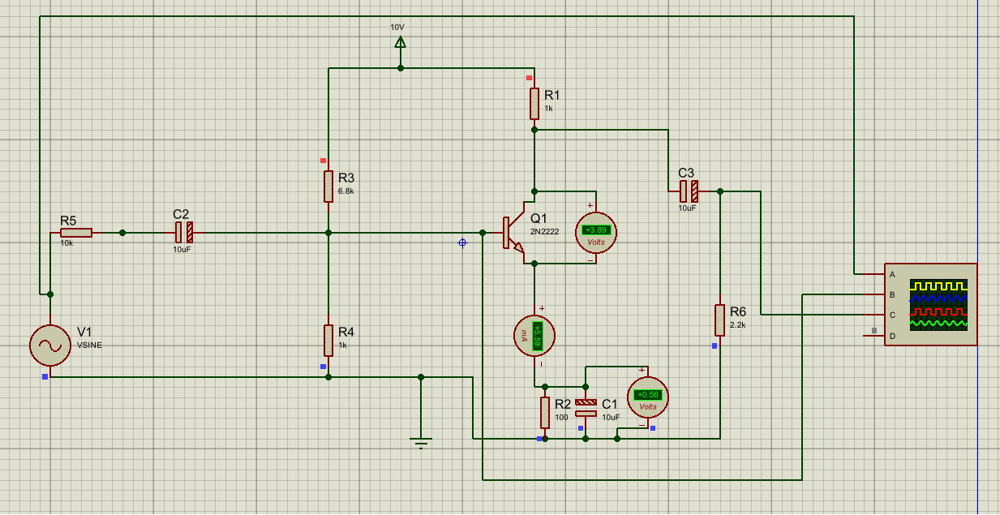 10V
R1
1k
R3
6.8k
C3
10uF
R5
10k
C2
10uF
Q1
2N2222
+
+3.89
Volts
−
A
B
C
D
R6
2.2k
R4
1k
V1
VSINE
+
+5.59
mA
−
R2
100
C1
10uF
+
+0.56
Volts
−